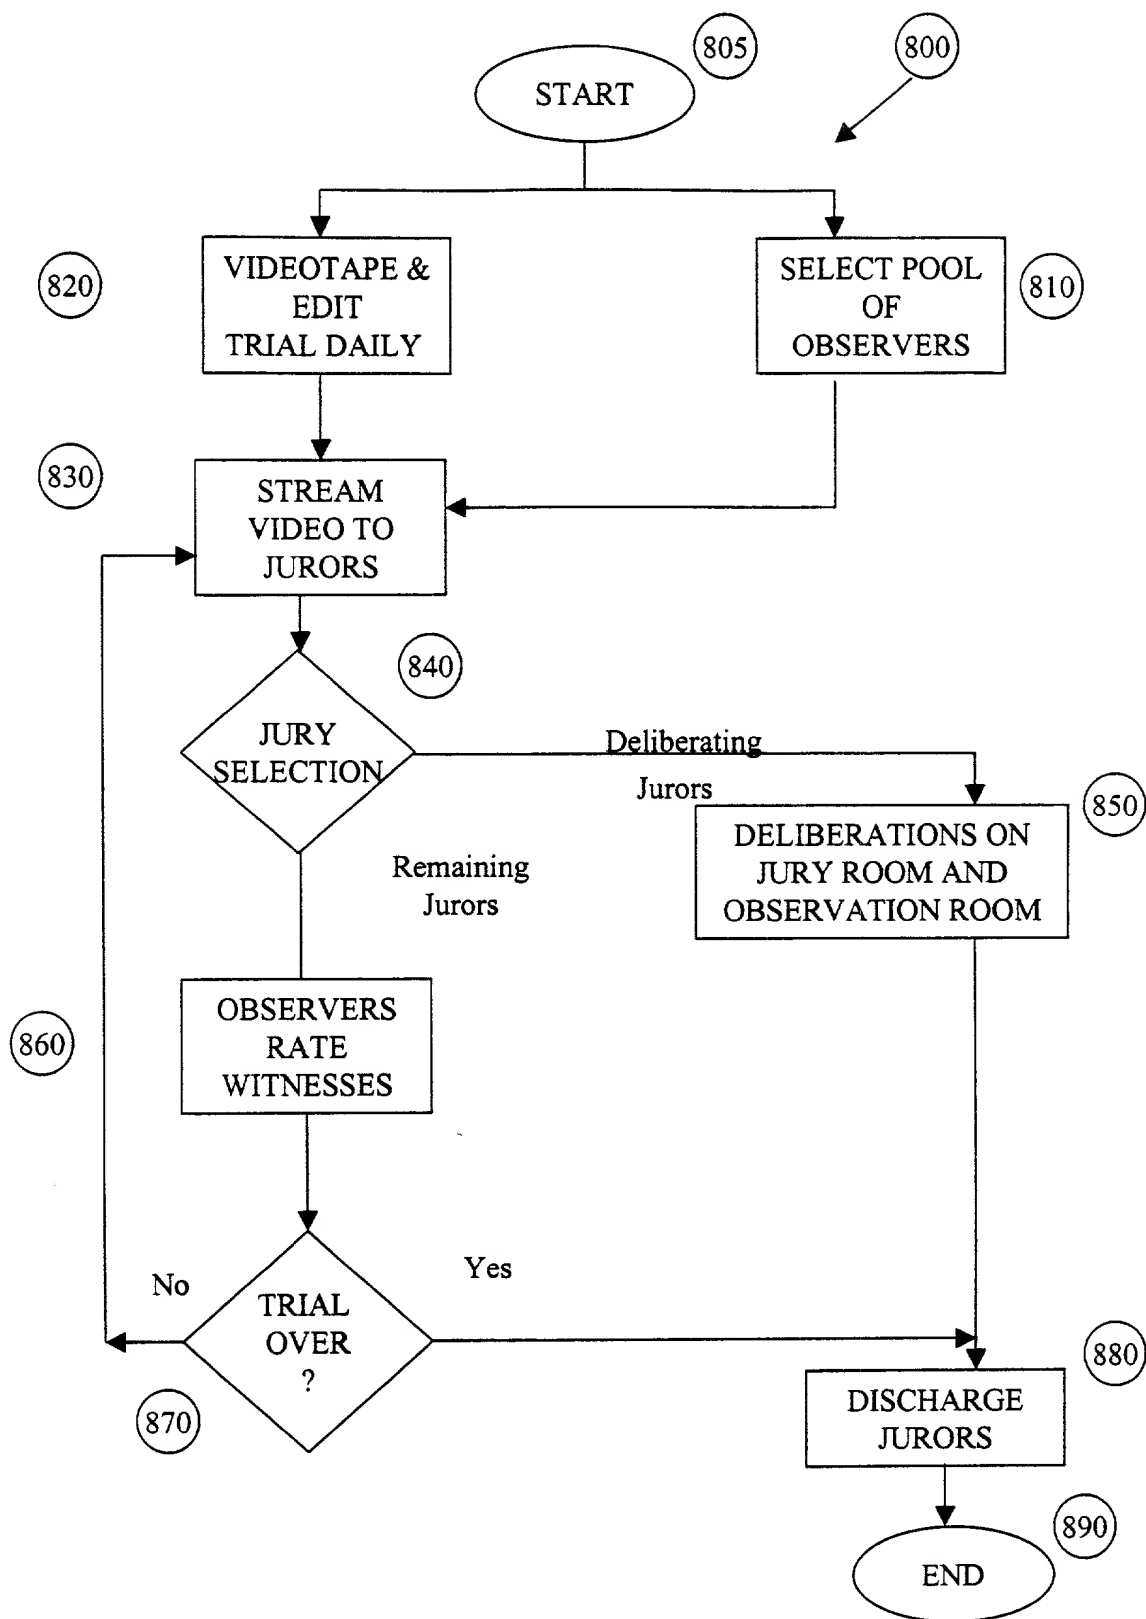 805
800
START
820
VIDEOTAPE &
EDIT
TRIAL DAILY
SELECT POOL
OF
OBSERVERS
810
830
STREAM
VIDEO TO
JURORS
840
JURY
SELECTION
Deliberating
Jurors
850
DELIBERATIONS ON
JURY ROOM AND
OBSERVATION ROOM
Remaining
Jurors
860
OBSERVERS
RATE
WITNESSES
No
Yes
TRIAL
OVER
?
870
880
DISCHARGE
JURORS
890
END